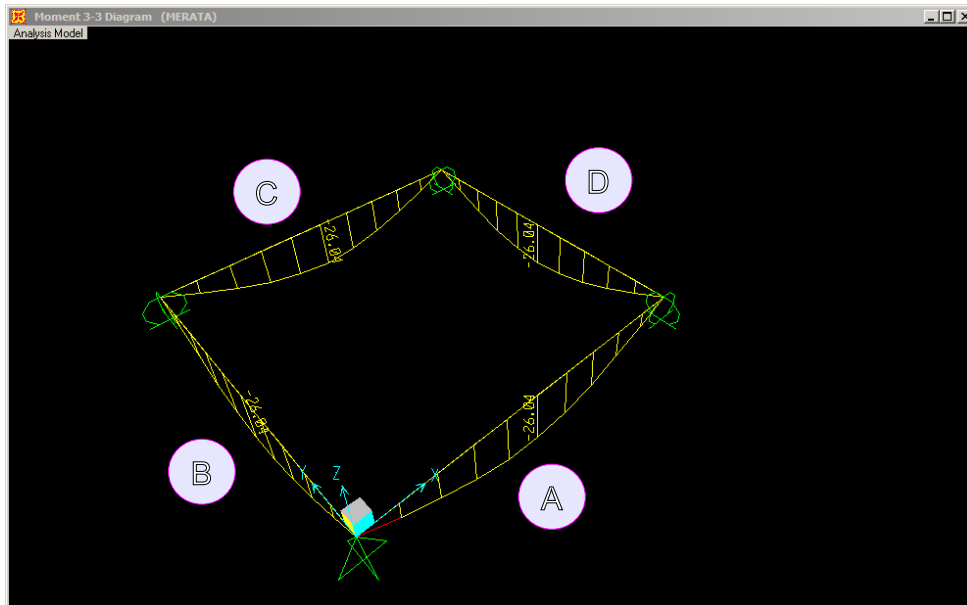 Moment 3-3 Diagram (MERATA)
Analysis Model
C
D
-26.04
-26.04
-26.04
-26.04
B
A
Z